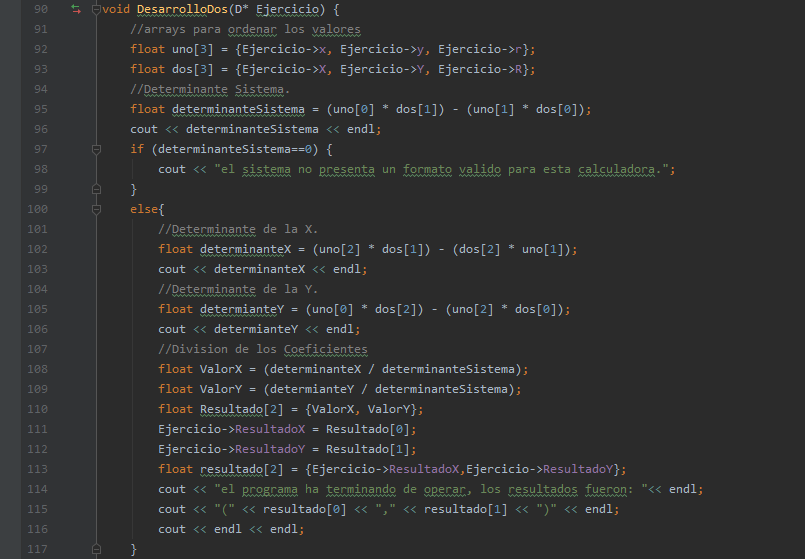 90 void DesarrolloDos(D* Ejercicio) {
91 //arrays para ordenar los valores
92 float uno[3] = {Ejercicio->x, Ejercicio->y, Ejercicio->r};
93 float dos[3] = {Ejercicio->X, Ejercicio->Y, Ejercicio->R};
94 //Determinante Sistema.
95 float determinanteSistema = (uno[0] * dos[1]) - (uno[1] * dos[0]);
96 cout << determinanteSistema << endl;
97 if (determinanteSistema==0) {
98 cout << "el sistema no presenta un formato valido para esta calculadora.";
99 }
100 else{
101 //Determinante de la X.
102 float determinanteX = (uno[2] * dos[1]) - (dos[2] * uno[1]);
103 cout << determinanteX << endl;
104 //Determinante de la Y.
105 float determianteY = (uno[0] * dos[2]) - (uno[2] * dos[0]);
106 cout << determianteY << endl;
107 //Division de los Coeficientes
108 float ValorX = (determinanteX / determinanteSistema);
109 float ValorY = (determianteY / determinanteSistema);
110 float Resultado[2] = {ValorX, ValorY};
111 Ejercicio->ResultadoX = Resultado[0];
112 Ejercicio->ResultadoY = Resultado[1];
113 float resultado[2] = {Ejercicio->ResultadoX,Ejercicio->ResultadoY};
114 cout << "el programa ha terminando de operar, los resultados fueron: "<< endl;
115 cout << "(" << resultado[0] << "," << resultado[1] << ")" << endl;
116 cout << endl << endl;
117 }